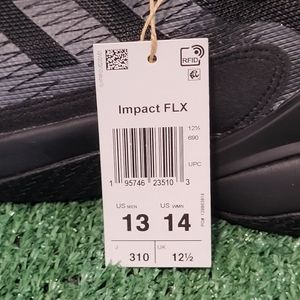 RFID
Impact FLX
12½
690
UPC
1 95746 23510 3
US MEN
13
US WMN
14
J
310
UK
12½